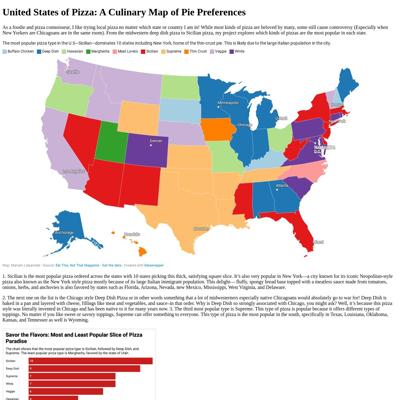 United States of Pizza: A Culinary Map of Pie Preferences
As a foodie connoisseur, I like trying local pizza no matter which state or country I am in! While most kinds of pizza are beloved by many, some still cause controversy (Especially when
New Yorkers and Chicagoans are in the same room). From the midwestern deep dish pizza to Sicilian pizza, my project explores which kinds of pizzas are the most popular in each state.
The most popular pizza type in the U.S—Sicilian—dominates 10 states including New York, home of the thin-crust pie. This is likely due to the large Italian population in the city.
Buffalo Chicken Deep Dish Hawaiian Margherita Meat Lovers Sicilian Supreme Thin Crust Veggie White
Seattle
Minneapolis
Chicago
Denver
Los Angeles
Atlanta
Houston
Anchorage
Honolulu
1. Sicilian is the most popular pizza ordered across the states with 10 states picking this thick, satisfying square slice. It's also very popular in New York—a city known for its iconic Neapolitan-style
pizza also known as the New York style pizza mostly because of its large Italian immigrant population. This delight— fluffy, spongy bread base topped with a meatless sauce made from tomatoes,
onions, herbs, and anchovies is also favored by states such as Florida, Arizona, Nevada, New Mexico, Mississippi, West Virginia, and Delaware.
2. The next one on the list is the Chicago style Deep Dish Pizza or in other words something that a lot of midwesterners especially native Chicagoans would absolutely go to war for! Deep Dish is
baked in a pan and layered with cheese, fillings like meat and vegetables, and sauce-in that order. Why is Deep Dish so strongly associated with Chicago, you might ask? Well, it's because this pizza
style was literally invented in Chicago and has been native to it for many years now. 3. The third most popular type is Supreme. This type of pizza is popular because it offers different types of
toppings. No matter if you like savory or savory toppings, Supreme can offer something to everyone. This type of pizza is the most popular in the south, specifically in Texas, Louisiana, Oklahoma,
Kansas, and Tennessee as well is Wyoming.
Savor the Flavors: Most and Least Popular Slice of Pizza
Paradise
The chart shows that the most popular pizza type is Sicilian, followed by Deep Dish, and
Supreme. The least popular pizza type is Margherita, favored by the state of Utah.
Sicilian
Deep Dish
Supreme
White
Veggie
Hawaiian